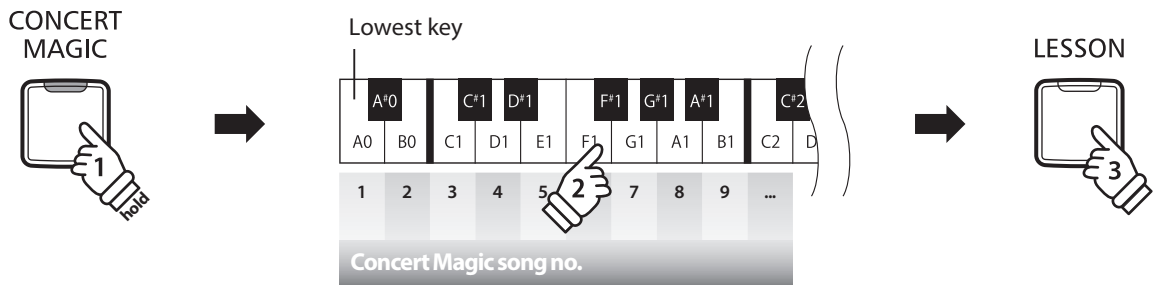 CONCERT
MAGIC
1
hold
Lowest key
A#0 C#1 D#1 F#1 G#1 A#1 C#2
A0 B0 C1 D1 E1 F1 G1 A1 B1 C2 D
1 2 3 4 5 2 7 8 9 ...
Concert Magic song no.
LESSON
3